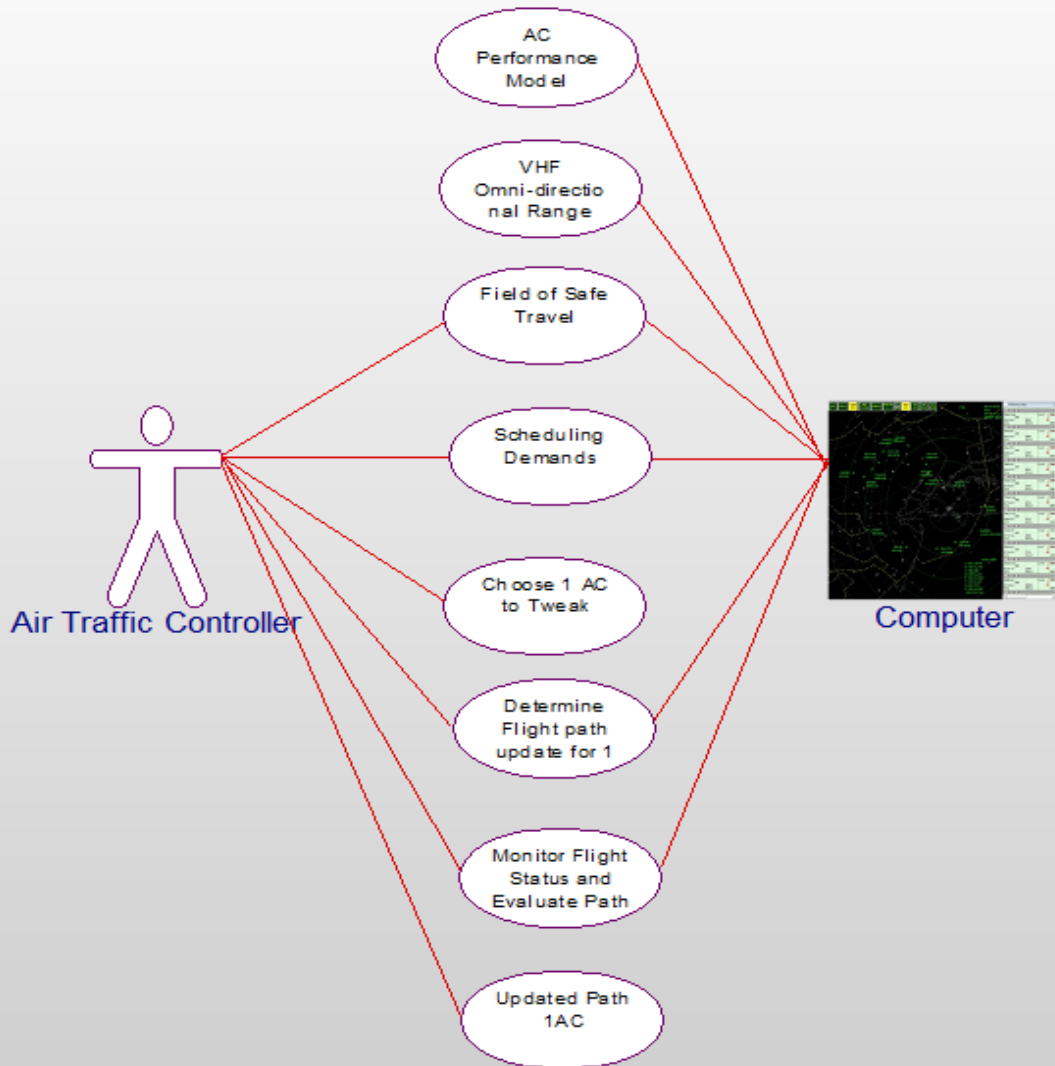 AC
Performance
Model
VHF
Omni-directio
nal Range
Field of Safe
Travel
Scheduling
Demands
Choose 1 AC
to Tweak
Determine
Flight path
update for 1
Monitor Flight
Status and
Evaluate Path
Updated Path
1AC
Air Traffic Controller
Computer